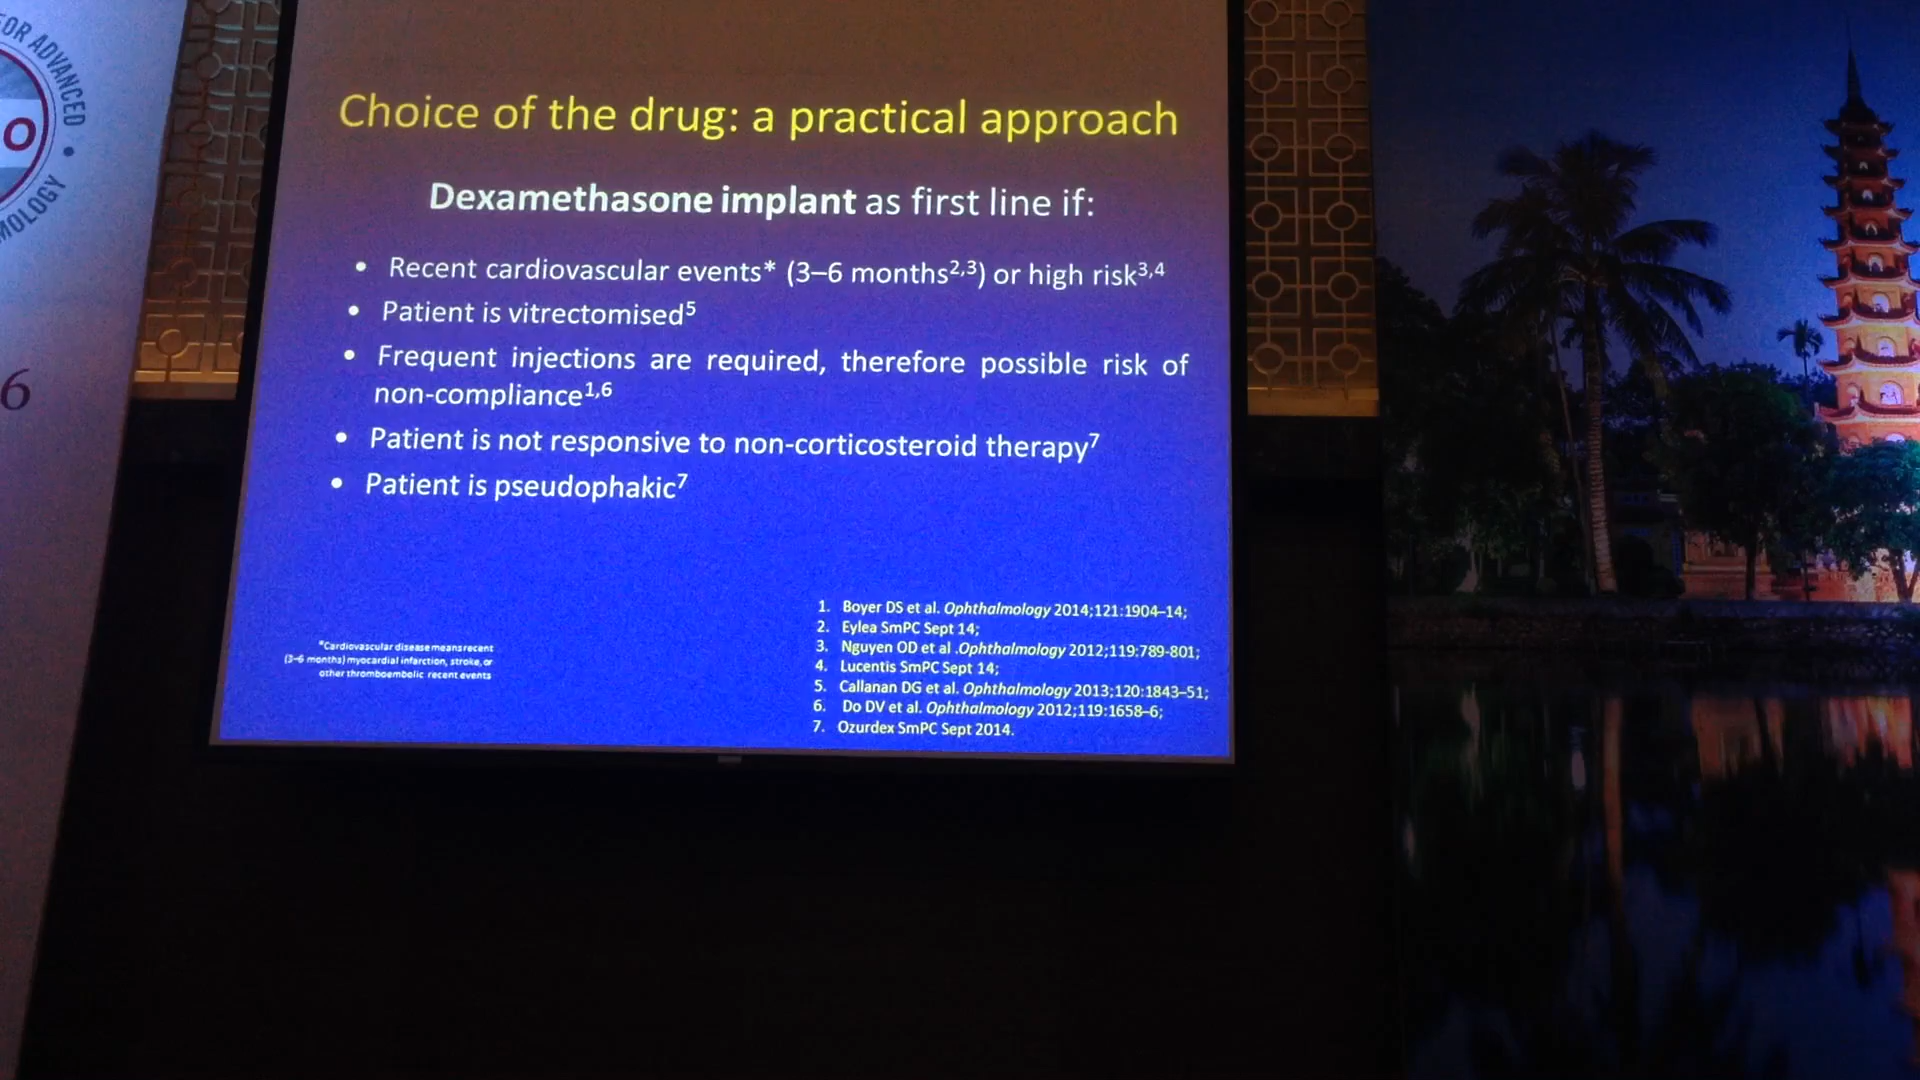 FOR ADVANCED
O
6
Choice of the drug: a practical approach
Dexamethasone implant as first line if:
• Recent cardiovascular events* (3–6 months2,3) or high risk3,4
• Patient is vitrectomised5
• Frequent injections are required, therefore possible risk of
non-compliance1,6
• Patient is not responsive to non-corticosteroid therapy7
• Patient is pseudophakic7
*Cardiovascular disease means recent
(3–6 months) myocardial infarction, stroke, or
other thromboembolic recent events
1. Boyer DS et al. Ophthalmology 2014;121:1904–14;
2. Eylea SmPC Sept 14;
3. Nguyen OD et al .Ophthalmology 2012;119:789-801;
4. Lucentis SmPC Sept 14;
5. Callanan DG et al. Ophthalmology 2013;120:1843–51;
6. Do DV et al. Ophthalmology 2012;119:1658–6;
7. Ozurdex SmPC Sept 2014.